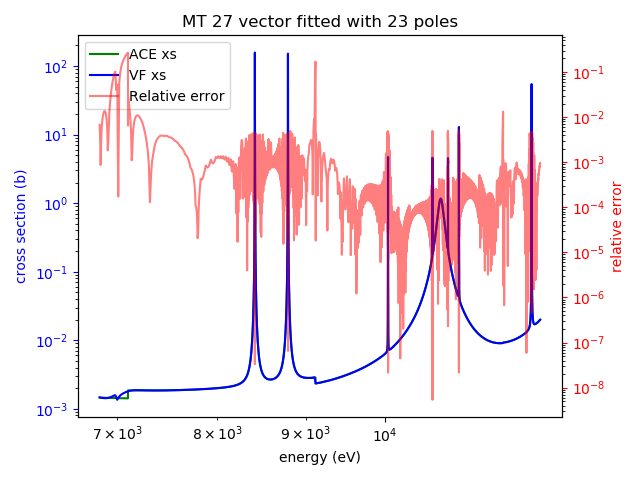 MT 27 vector fitted with 23 poles
ACE xs
VF xs
Relative error
cross section (b)
10²
10¹
10⁰
10⁻¹
10⁻²
10⁻³
relative error
10⁻¹
10⁻²
10⁻³
10⁻⁴
10⁻⁵
10⁻⁶
10⁻⁷
10⁻⁸
7 × 10³ 8 × 10³ 9 × 10³ 10⁴
energy (eV)